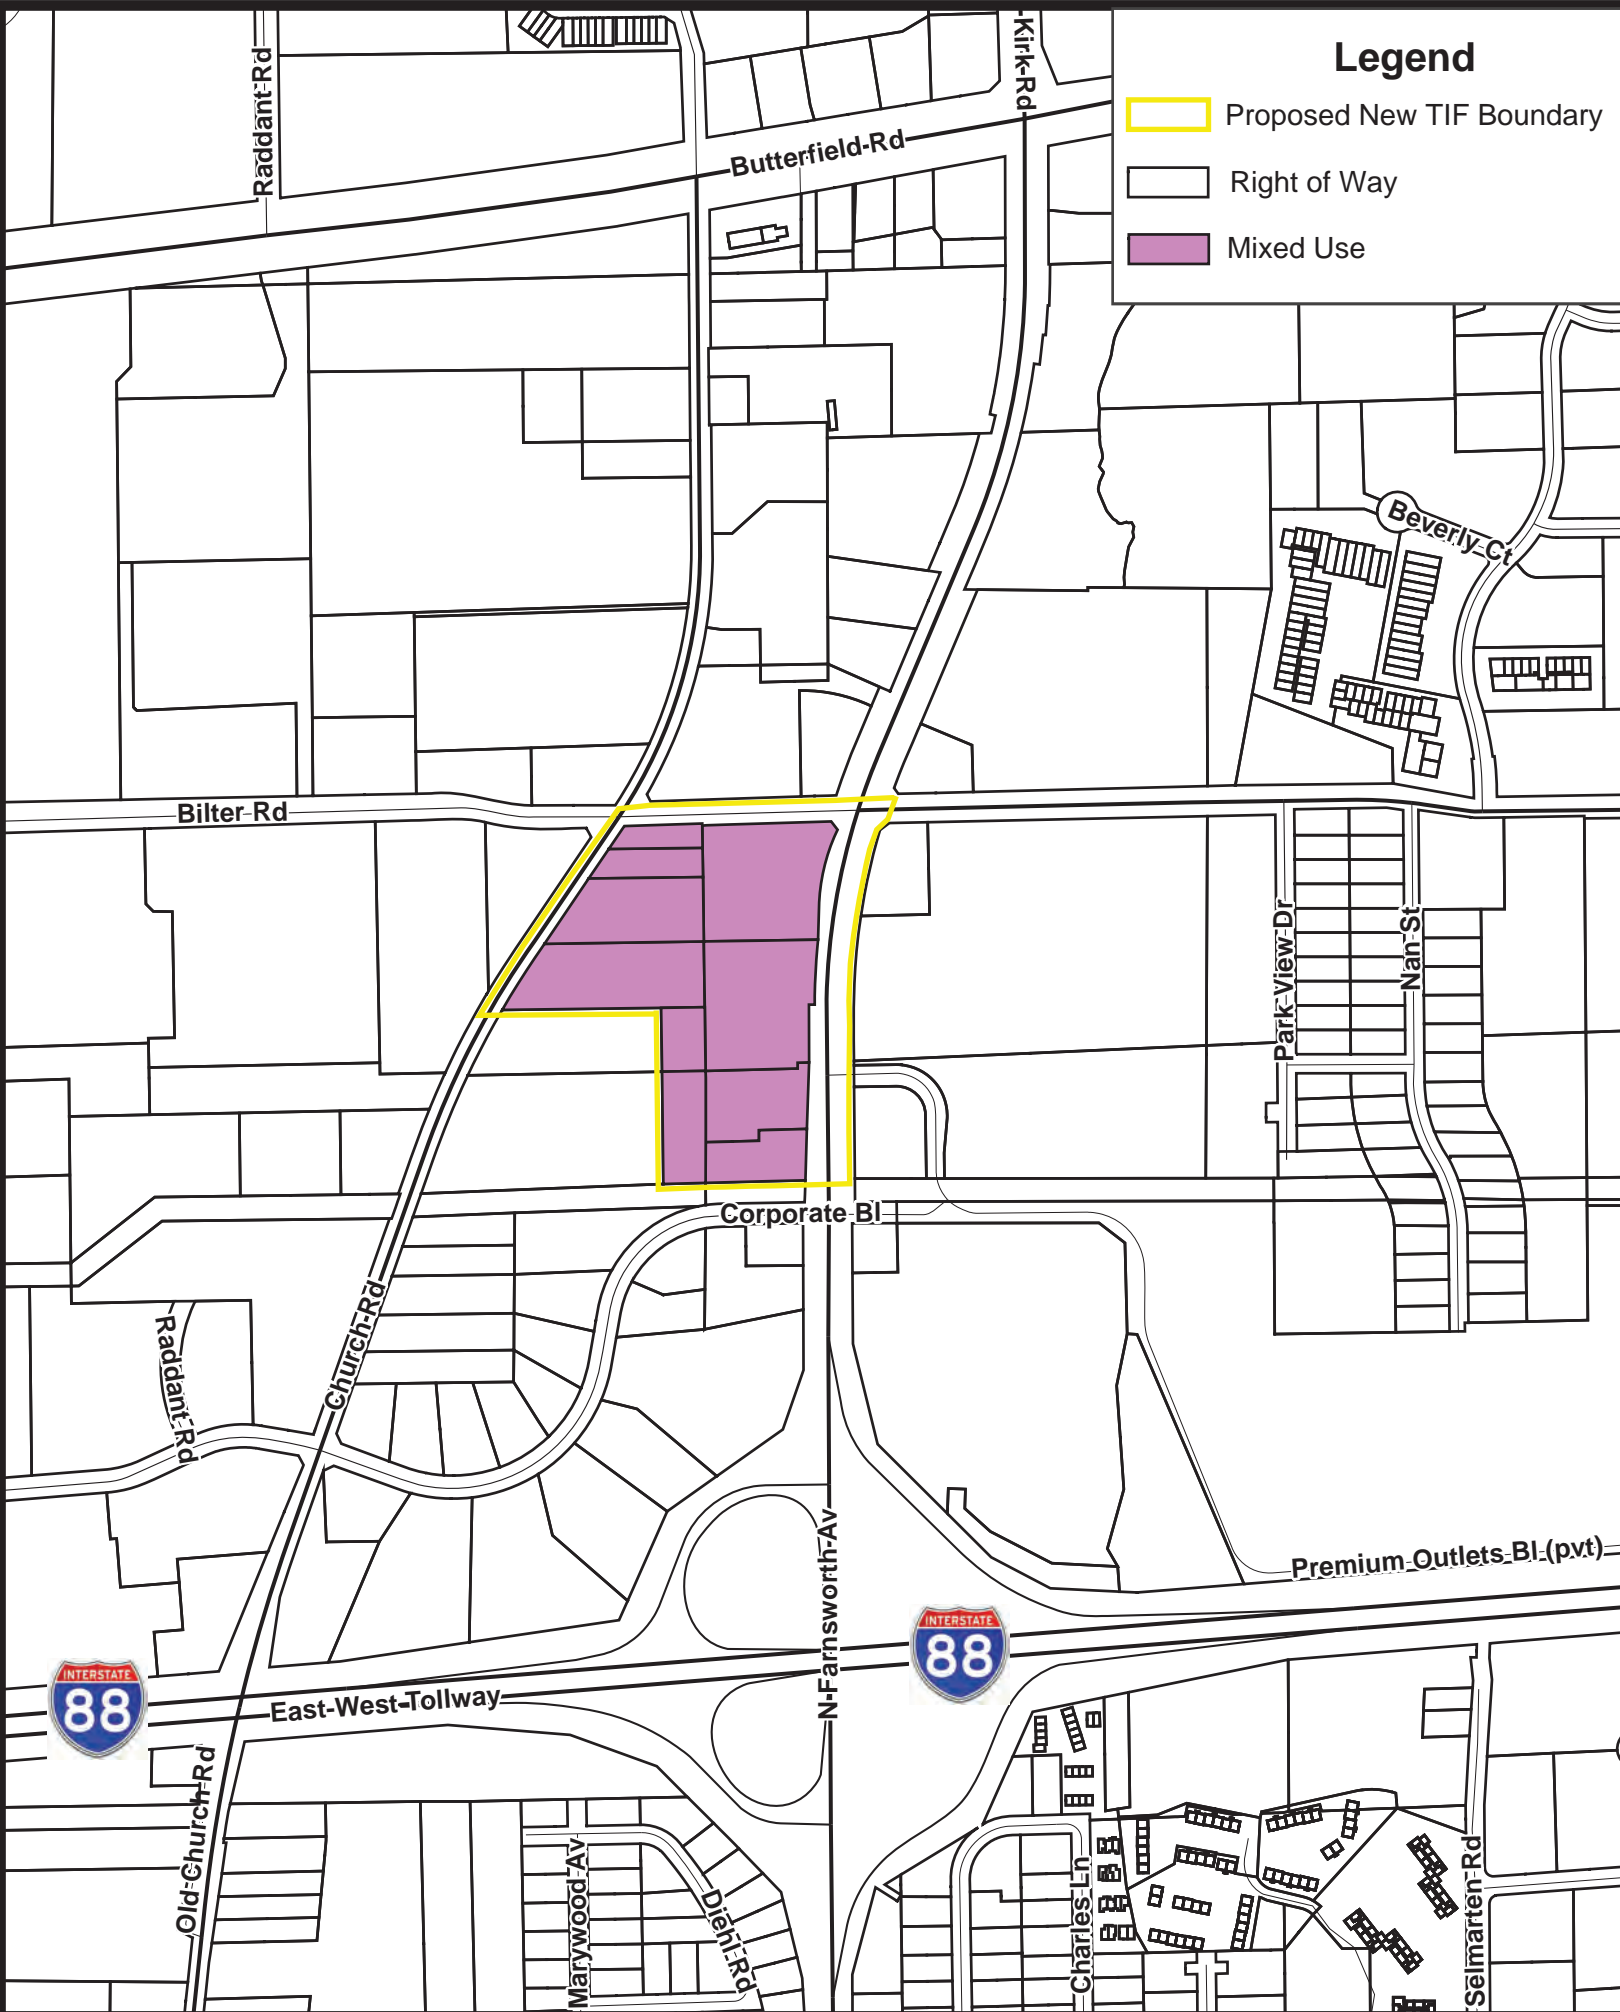 Legend
Proposed New TIF Boundary
Right of Way
Mixed Use
Raddant Rd
Kirk Rd
Butterfield Rd
Beverly Ct
Bilter Rd
Park View Dr
Nan St
Corporate Bl
Church Rd
Raddant Rd
N Farnsworth Av
Premium Outlets Bl (pvt)
INTERSTATE
88
INTERSTATE
88
East-West Tollway
Old Church Rd
Marywood Av
Diehl Rd
Charles Ln
Selmarten Rd